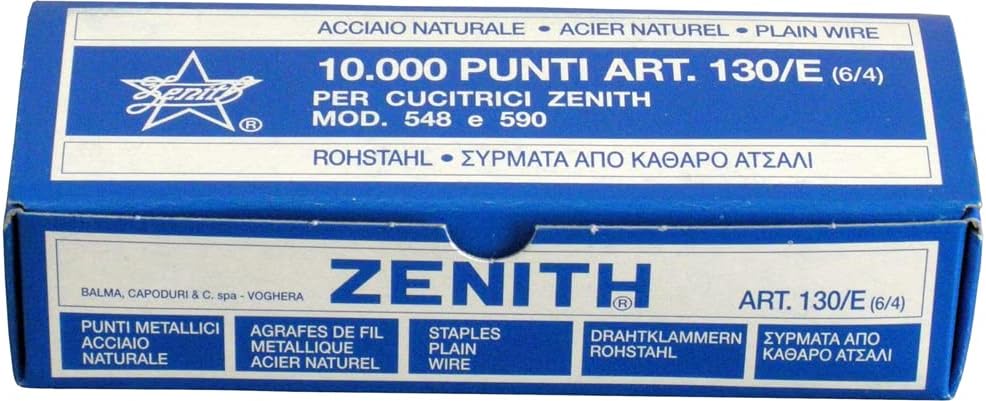 ACCIAIO NATURALE • ACIER NATUREL • PLAIN WIRE
Zenith ®
10.000 PUNTI ART. 130/E (6/4)
PER CUCITRICI ZENITH
MOD. 548 e 590
ROHSTAHL • ΣΥΡΜΑΤΑ ΑΠΟ ΚΑΘΑΡΟ ΑΤΣΑΛΙ
BALMA, CAPODURI & C. spa - VOGHERA
ZENITH®
ART. 130/E (6/4)
PUNTI METALLICI
ACCIAIO
NATURALE
AGRAFES DE FIL
METALLIQUE
ACIER NATUREL
STAPLES
PLAIN
WIRE
DRAHTKLAMMERN
ROHSTAHL
ΣΥΡΜΑΤΑ ΑΠΟ
ΚΑΘΑΡΟ ΑΤΣΑΛΙ